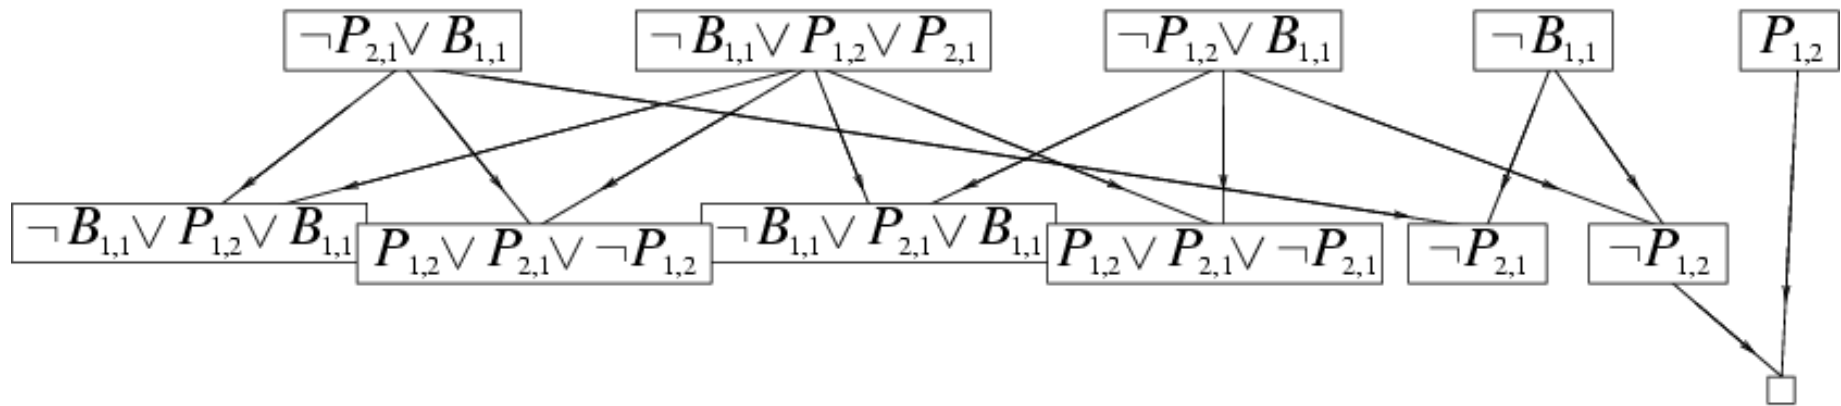 ¬P₂,₁ ∨ B₁,₁
¬B₁,₁ ∨ P₁,₂ ∨ P₂,₁
¬P₁,₂ ∨ B₁,₁
¬B₁,₁
P₁,₂
¬B₁,₁ ∨ P₁,₂ ∨ B₁,₁
P₁,₂ ∨ P₂,₁ ∨ ¬P₁,₂
¬B₁,₁ ∨ P₂,₁ ∨ B₁,₁
P₁,₂ ∨ P₂,₁ ∨ ¬P₂,₁
¬P₂,₁
¬P₁,₂